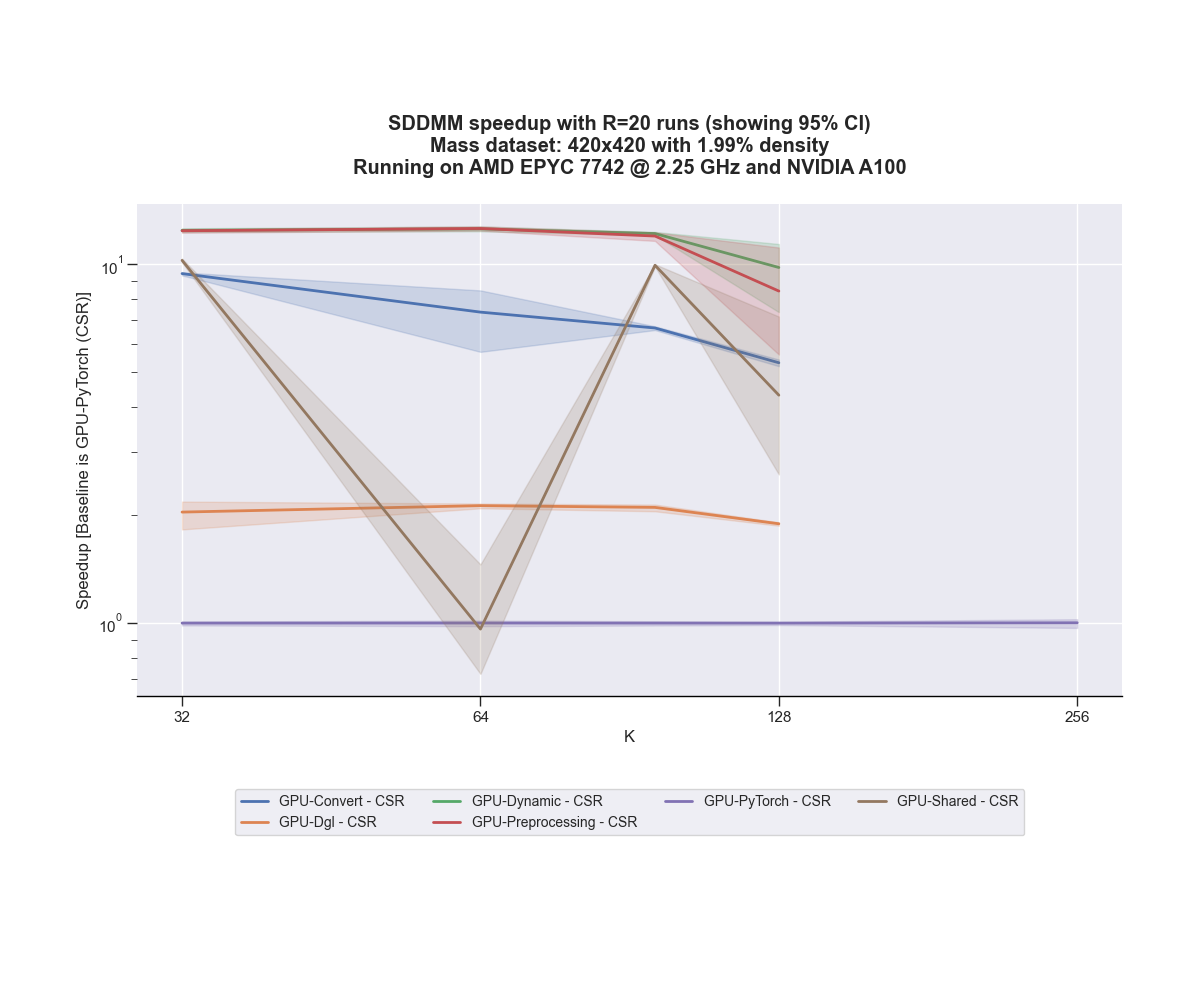 SDDMM speedup with R=20 runs (showing 95% CI)
Mass dataset: 420x420 with 1.99% density
Running on AMD EPYC 7742 @ 2.25 GHz and NVIDIA A100
Speedup [Baseline is GPU-PyTorch (CSR)]
10^1
10^0
32 64 128 256
K
GPU-Convert - CSR GPU-Dynamic - CSR GPU-PyTorch - CSR GPU-Shared - CSR
GPU-Dgl - CSR GPU-Preprocessing - CSR